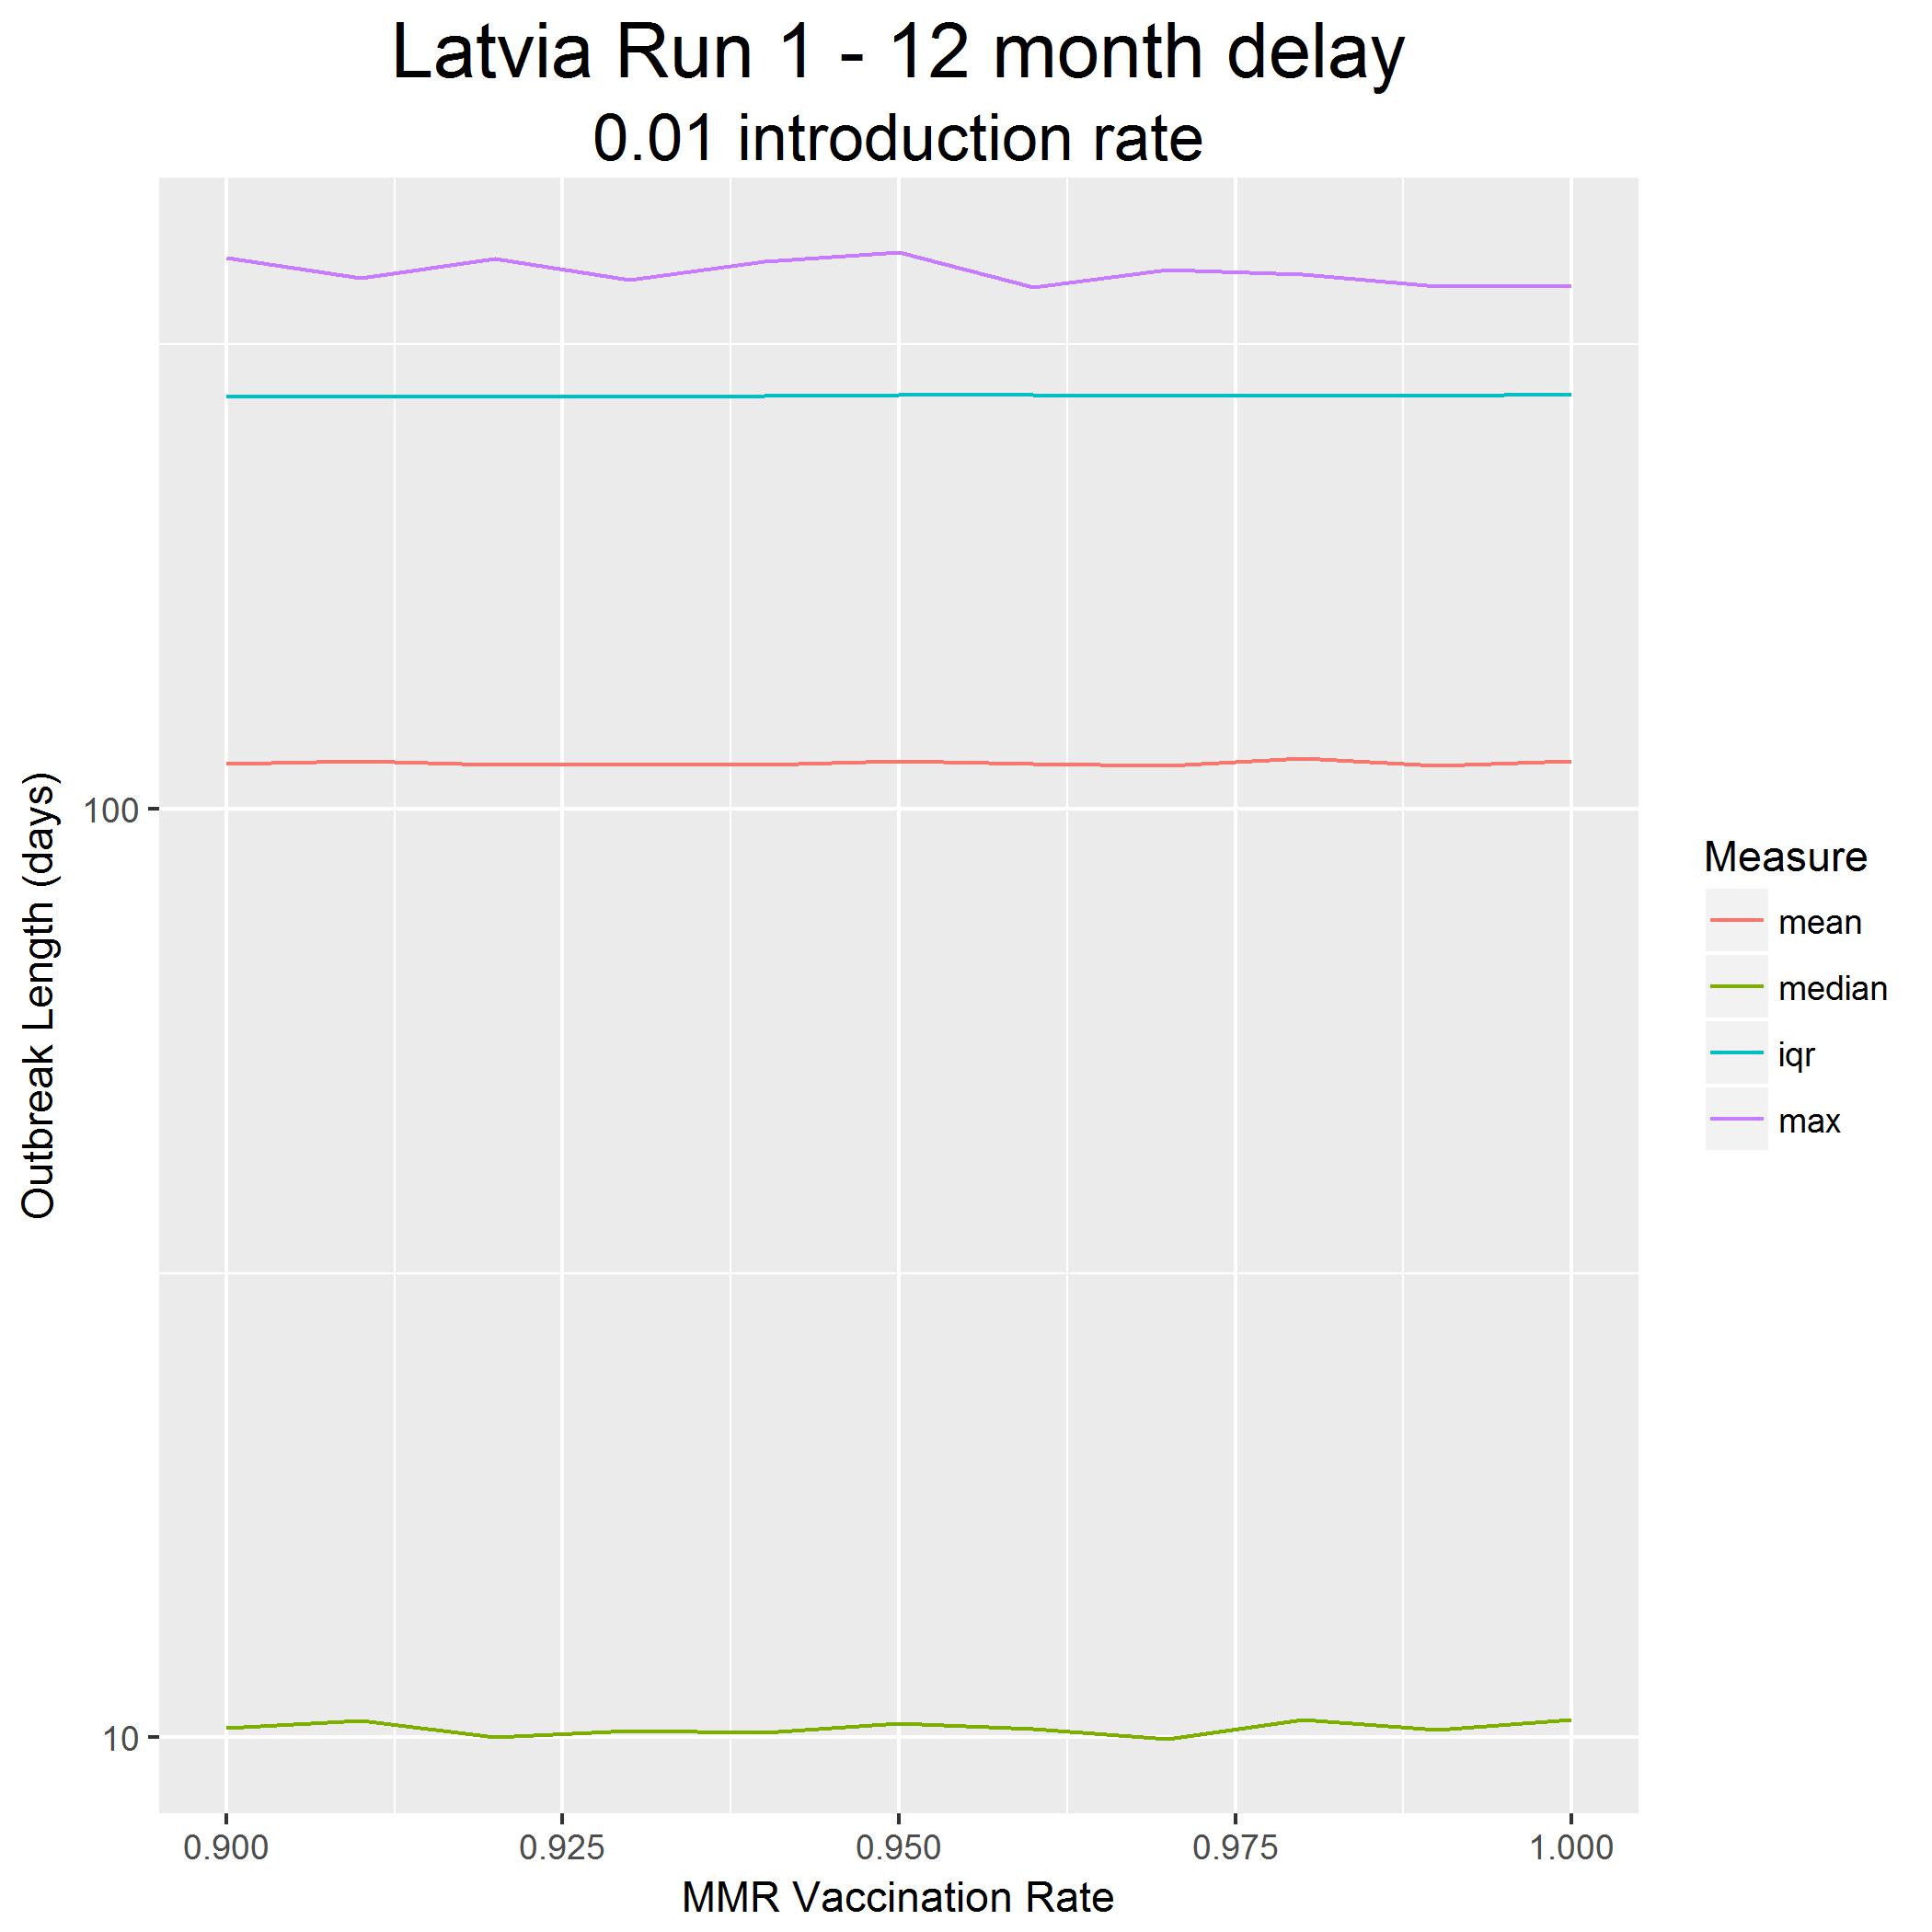 Latvia Run 1 - 12 month delay
0.01 introduction rate
Outbreak Length (days)
100
10
0.900
0.925
0.950
0.975
1.000
MMR Vaccination Rate
Measure
mean
median
iqr
max